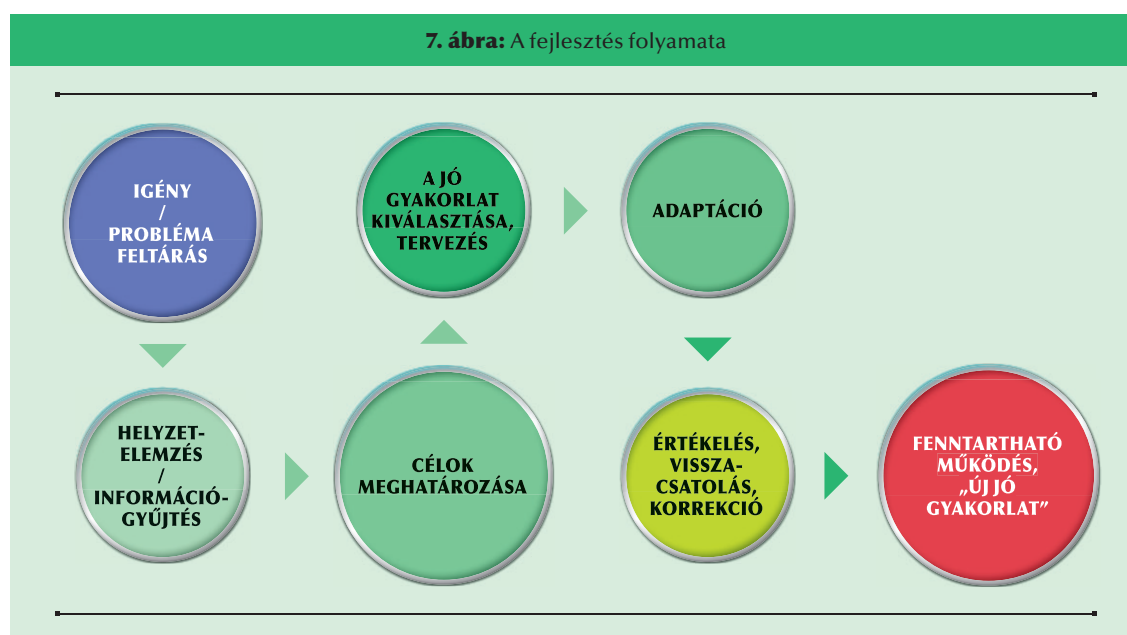 7. ábra: A fejlesztés folyamata
IGÉNY
/
PROBLÉMA
FELTÁRÁS
HELYZET-
ELEMZÉS
/
INFORMÁCIÓ-
GYŰJTÉS
CÉLOK
MEGHATÁROZÁSA
A JÓ
GYAKORLAT
KIVÁLASZTÁSA,
TERVEZÉS
ADAPTÁCIÓ
ÉRTÉKELÉS,
VISSZA-
CSATOLÁS,
KORREKCIÓ
FENNTARTHATÓ
MŰKÖDÉS,
„ÚJ JÓ
GYAKORLAT”